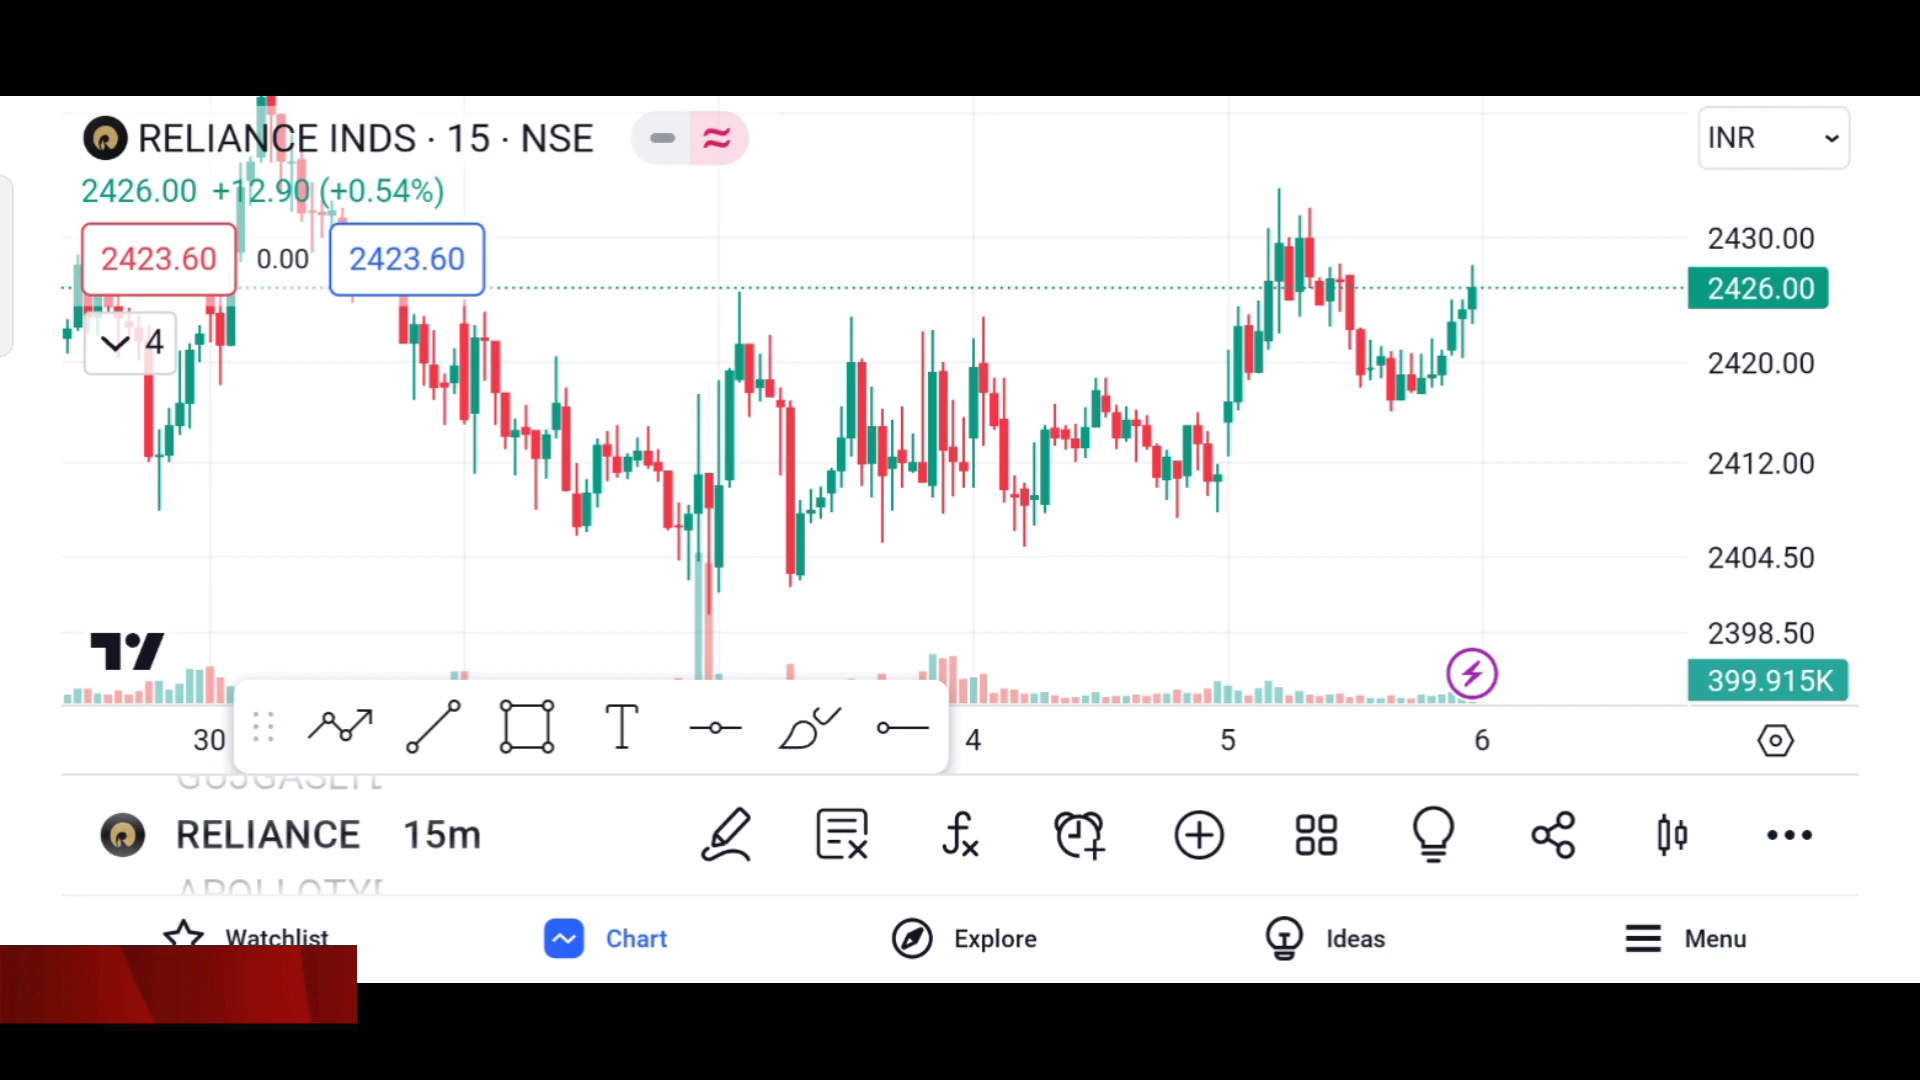 RELIANCE INDS · 15 · NSE
INR
2426.00 +12.90 (+0.54%)
2423.60 0.00 2423.60
4
2430.00
2426.00
2420.00
2412.00
2404.50
2398.50
399.915K
30 4 5 6
RELIANCE 15m
Watchlist Chart Explore Ideas Menu